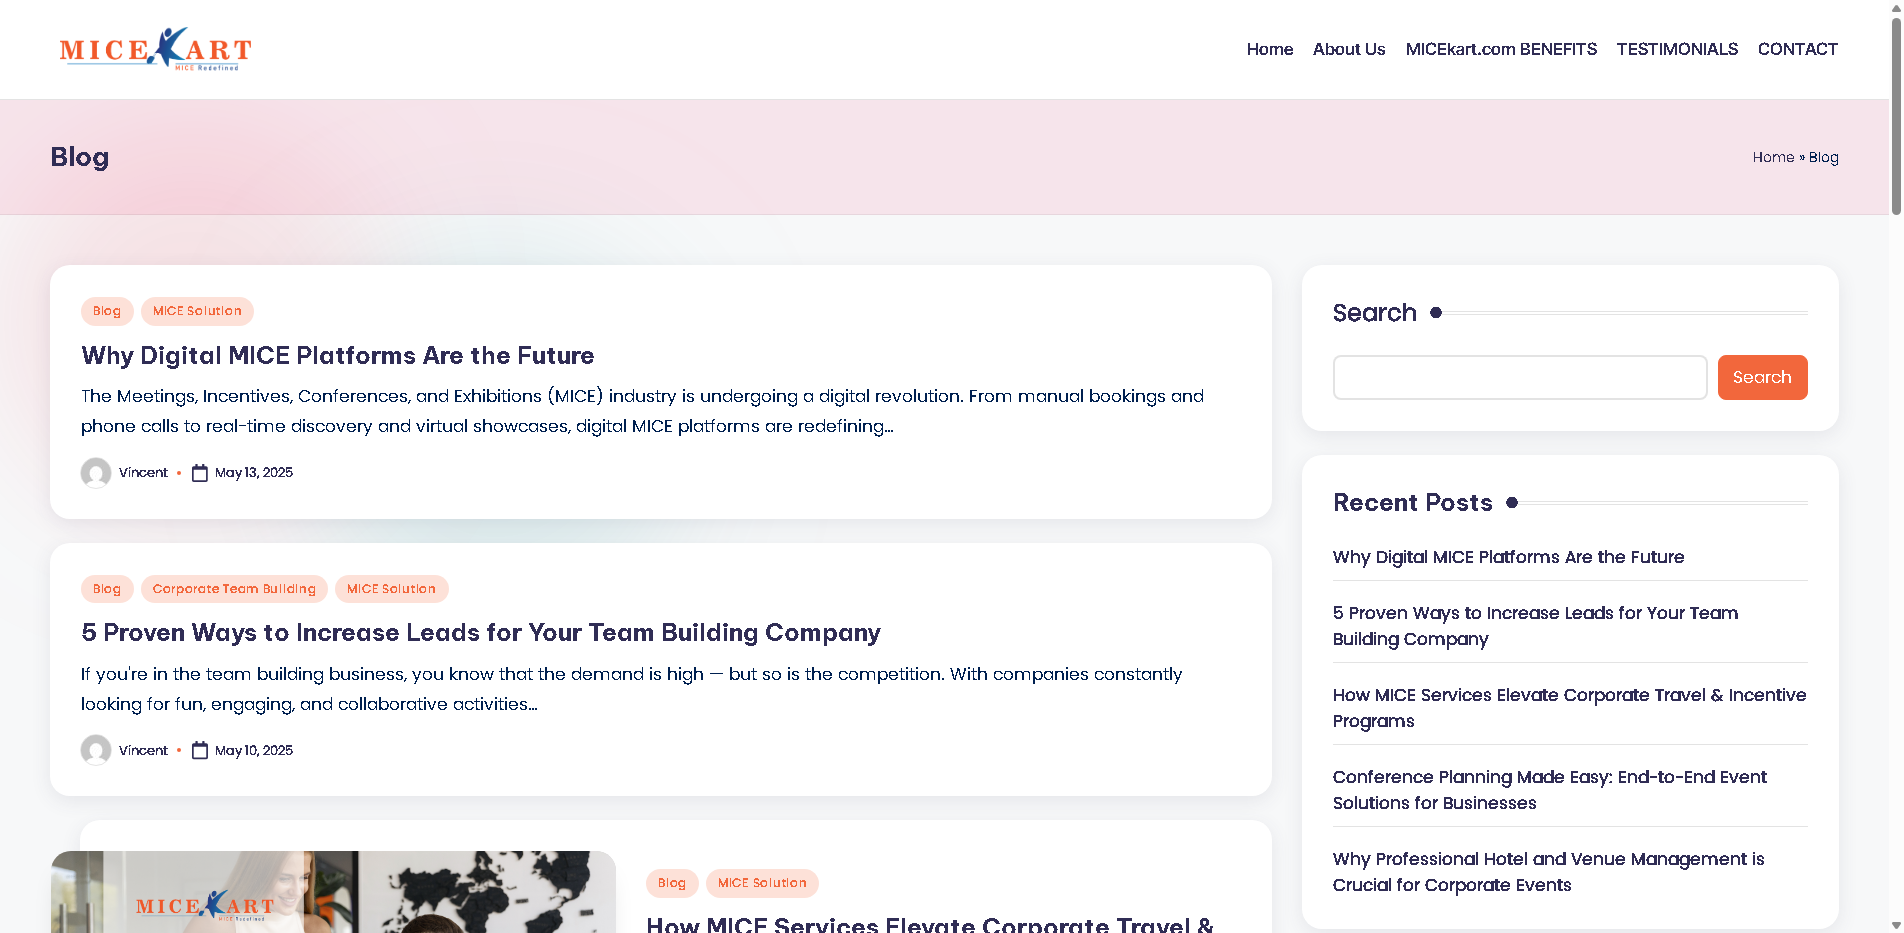 MICEKART
MICE Redefined
Home About Us MICEkart.com BENEFITS TESTIMONIALS CONTACT
Blog
Home » Blog
Blog MICE Solution
Why Digital MICE Platforms Are the Future
The Meetings, Incentives, Conferences, and Exhibitions (MICE) industry is undergoing a digital revolution. From manual bookings and
phone calls to real-time discovery and virtual showcases, digital MICE platforms are redefining…
Vincent • May 13, 2025
Blog Corporate Team Building MICE Solution
5 Proven Ways to Increase Leads for Your Team Building Company
If you're in the team building business, you know that the demand is high — but so is the competition. With companies constantly
looking for fun, engaging, and collaborative activities…
Vincent • May 10, 2025
MICEKART
MICE Redefined
Blog MICE Solution
How MICE Services Elevate Corporate Travel &
Search
Search
Recent Posts
Why Digital MICE Platforms Are the Future
5 Proven Ways to Increase Leads for Your Team
Building Company
How MICE Services Elevate Corporate Travel & Incentive
Programs
Conference Planning Made Easy: End-to-End Event
Solutions for Businesses
Why Professional Hotel and Venue Management is
Crucial for Corporate Events